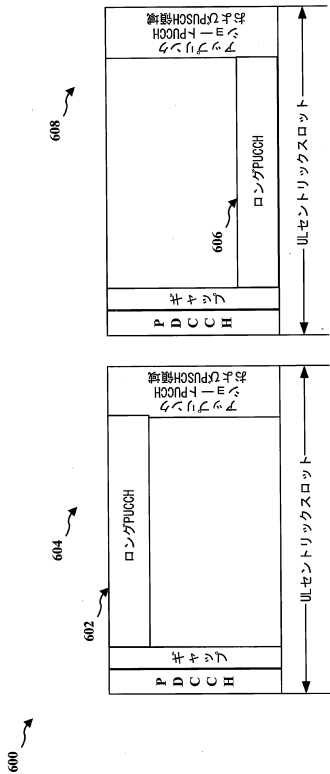 600
602
604
PDCCH
ギャップ
ロングPUCCH
アップリンク
ショートPUCCH
およびPUSCH領域
ULセントリックスロット
606
608
PDCCH
ギャップ
ロングPUCCH
アップリンク
ショートPUCCH
およびPUSCH領域
ULセントリックスロット